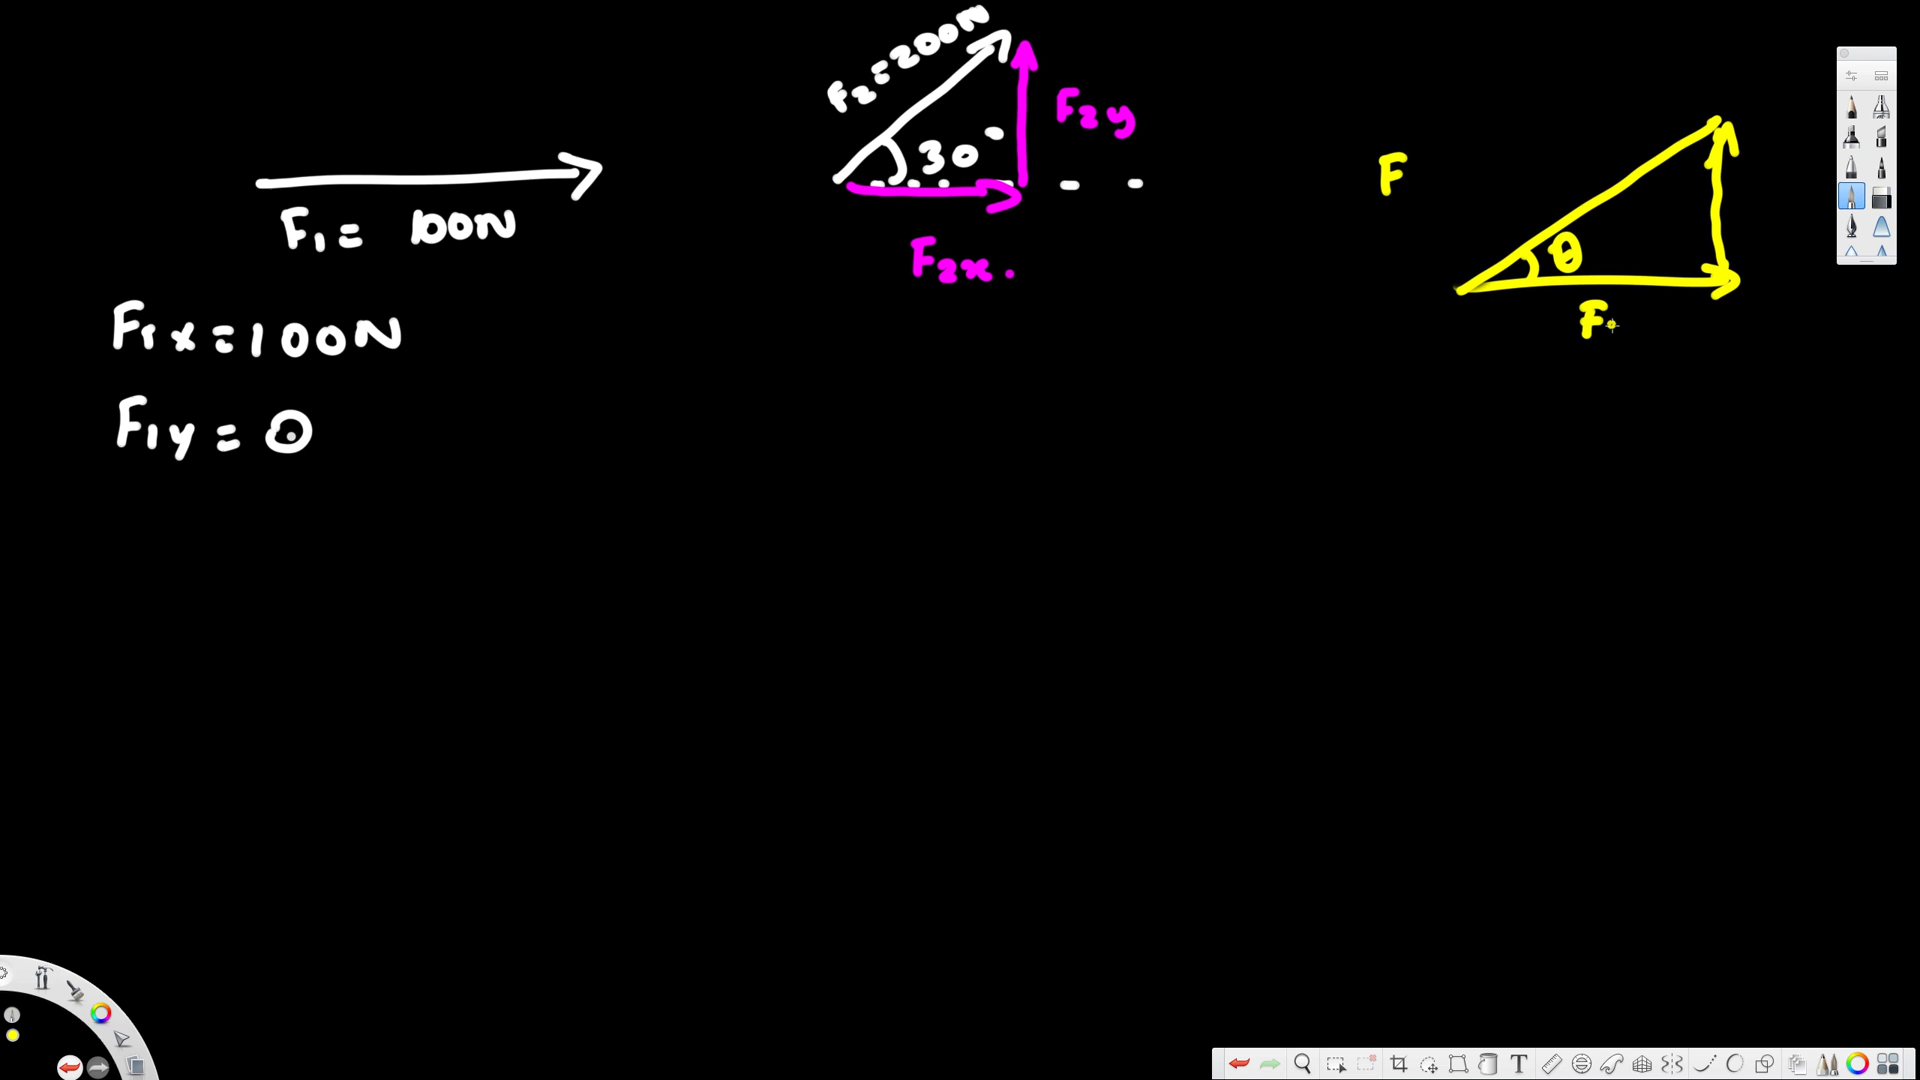 F₂=200N
30°
F₂y
F₂x.
F₁= 100N
F₁x=100N
F₁y=0
F
θ
F
T